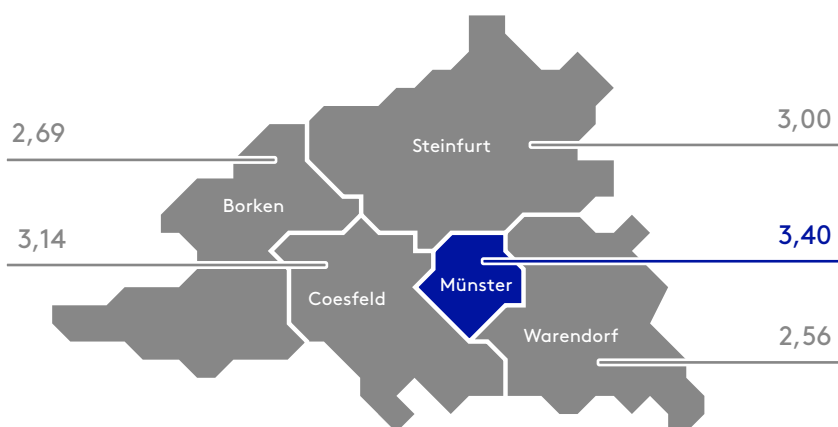 3,00
2,69
Steinfurt
Borken
3,14
3,40
Münster
Coesfeld
Warendorf
2,56